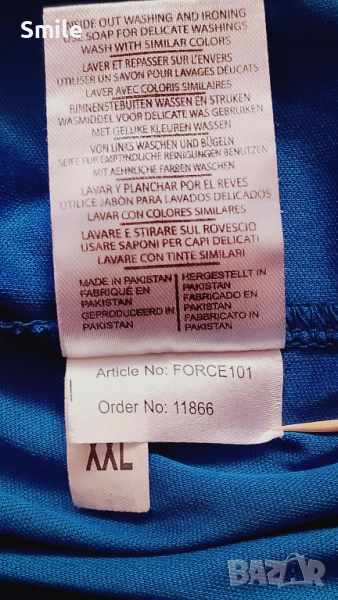 Smile
INSIDE OUT WASHING AND IRONING
USE SOAP FOR DELICATE WASHINGS
WASH WITH SIMILAR COLORS
LAVER ET REPASSER SUR L'ENVERS
UTILISER UN SAVON POUR LAVAGES DÉLICATS
LAVER AVEC COLORIS SIMILAIRES
BINNENSTEBUITEN WASSEN EN STRIJKEN
WASMIDDEL VOOR DELICATE WAS GEBRUIKEN
MET GELIJKE KLEUREN WASSEN
VON LINKS WASCHEN UND BÜGELN
SEIFE FÜR EMPFINDLICHE REINIGUNGEN BENUTZEN
MIT AEHNLICHE FARBEN WASCHEN
LAVAR Y PLANCHAR POR EL REVES
UTILICE JABÓN PARA LAVADOS DELICADOS
LAVAR CON COLORES SIMILARES
LAVARE E STIRARE SUL ROVESCIO
USARE SAPONI PER CAPI DELICATI
LAVARE CON TINTE SIMILARI
MADE IN PAKISTAN
FABRIQUÉ EN
PAKISTAN
GEPRODUCEERD IN
PAKISTAN
HERGESTELLT IN
PAKISTAN
FABRICADO EN
PAKISTAN
FABBRICATO IN
PAKISTAN
Article No: FORCE101
Order No: 11866
XXL
BAZAR